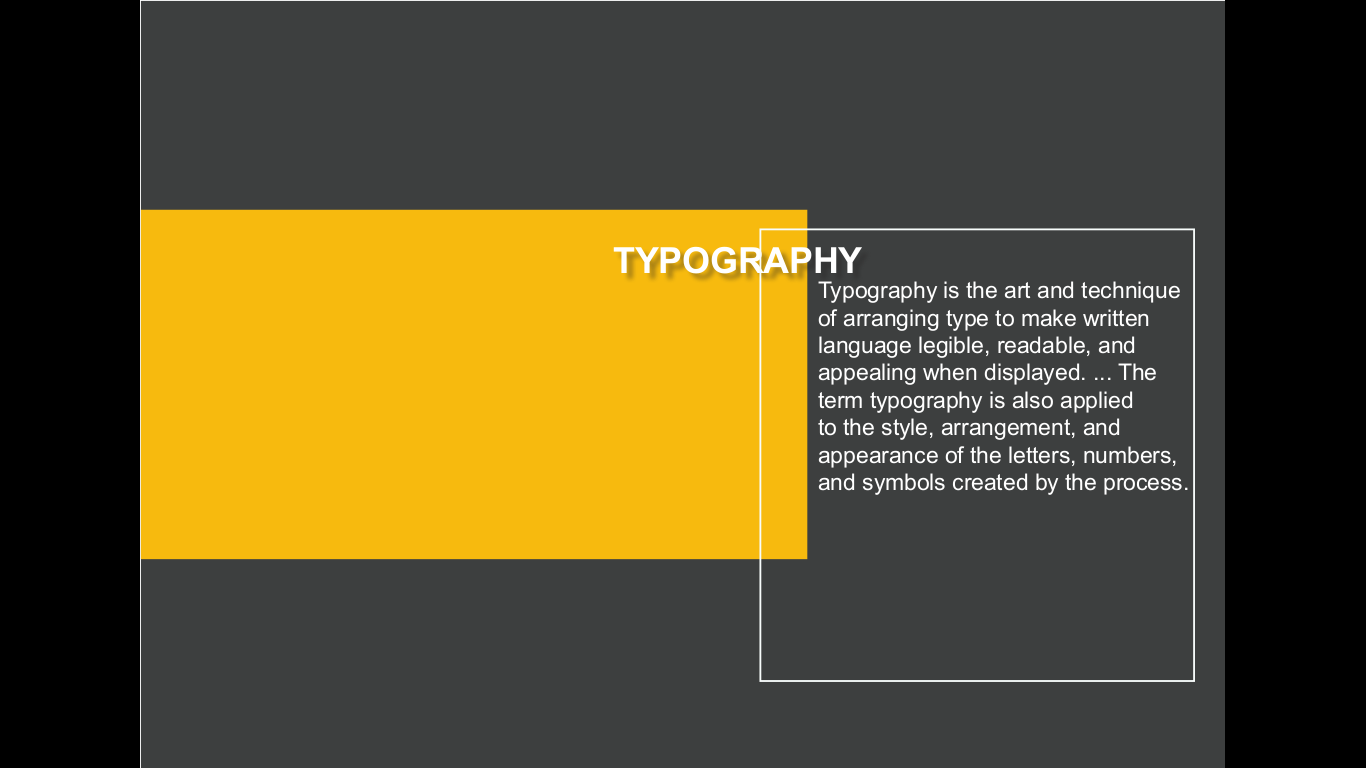 TYPOGRAPHY
Typography is the art and technique
of arranging type to make written
language legible, readable, and
appealing when displayed. ... The
term typography is also applied
to the style, arrangement, and
appearance of the letters, numbers,
and symbols created by the process.